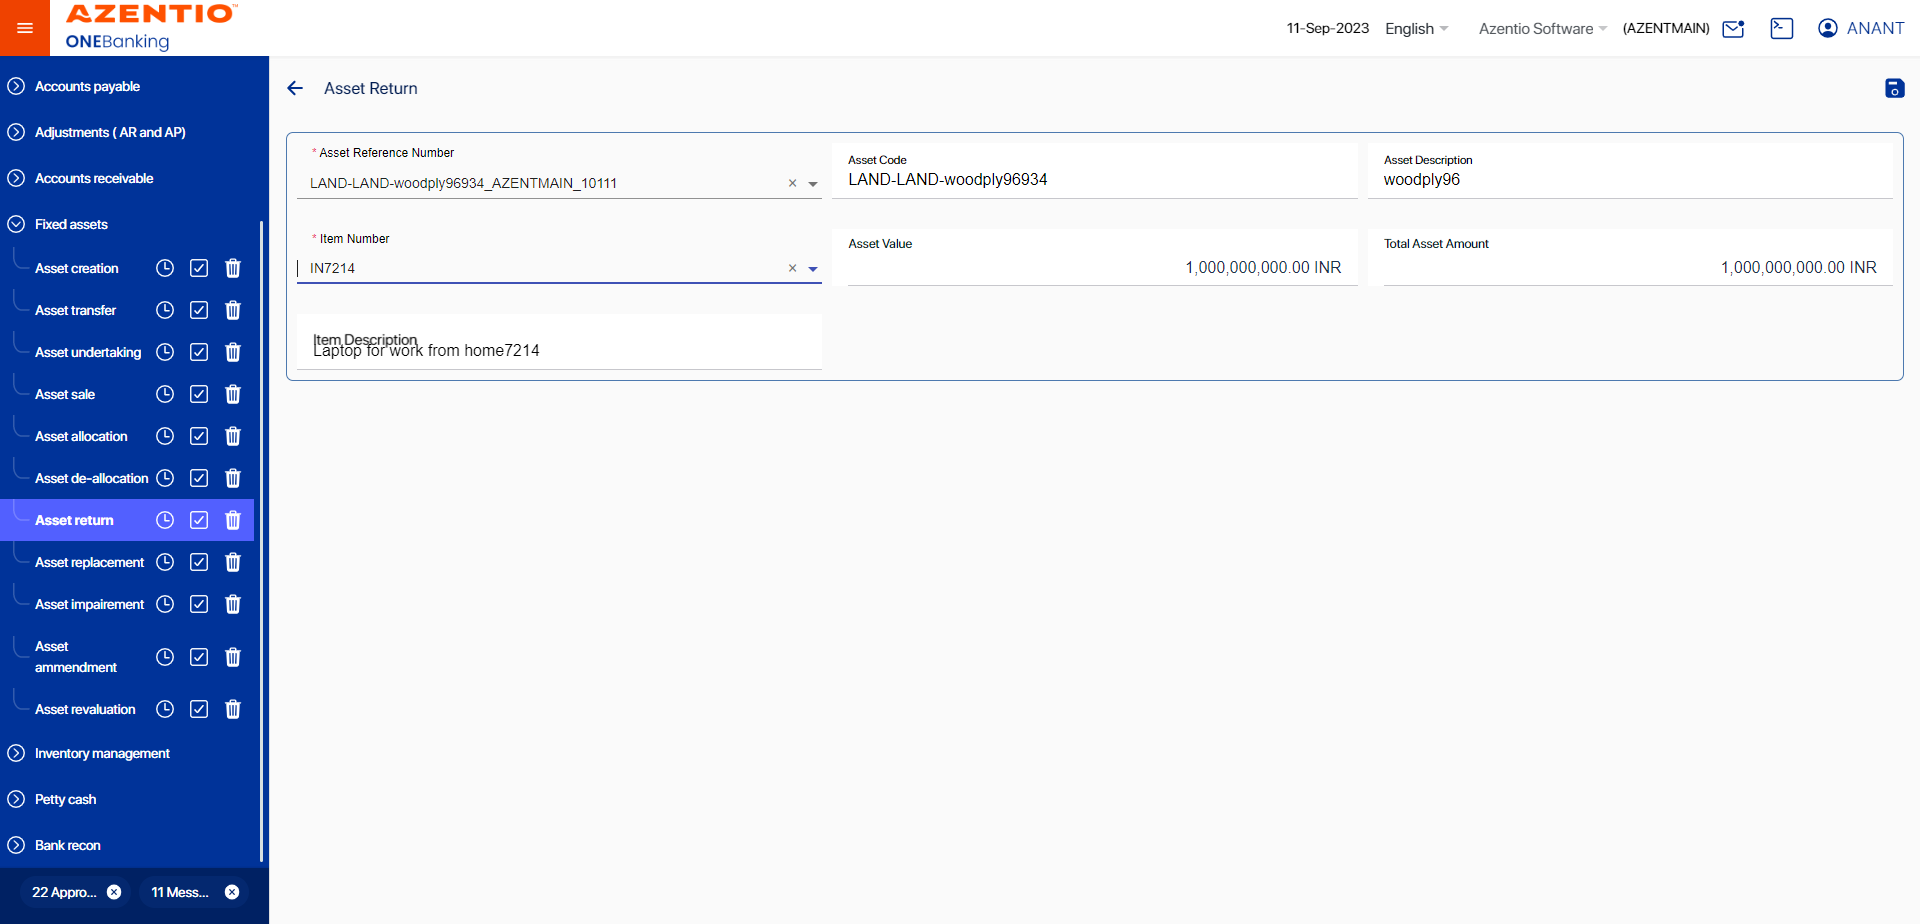 AZENTIO™
ONEBanking
11-Sep-2023 English Azentio Software (AZENTMAIN) ANANT
Accounts payable
Adjustments ( AR and AP)
Accounts receivable
Fixed assets
Asset creation
Asset transfer
Asset undertaking
Asset sale
Asset allocation
Asset de-allocation
Asset return
Asset replacement
Asset impairement
Asset
ammendment
Asset revaluation
Inventory management
Petty cash
Bank recon
22 Appro...
11 Mess...
Asset Return
* Asset Reference Number
LAND-LAND-woodply96934_AZENTMAIN_10111
Asset Code
LAND-LAND-woodply96934
Asset Description
woodply96
* Item Number
IN7214
Asset Value
1,000,000,000.00 INR
Total Asset Amount
1,000,000,000.00 INR
Item Description
Laptop for work from home7214